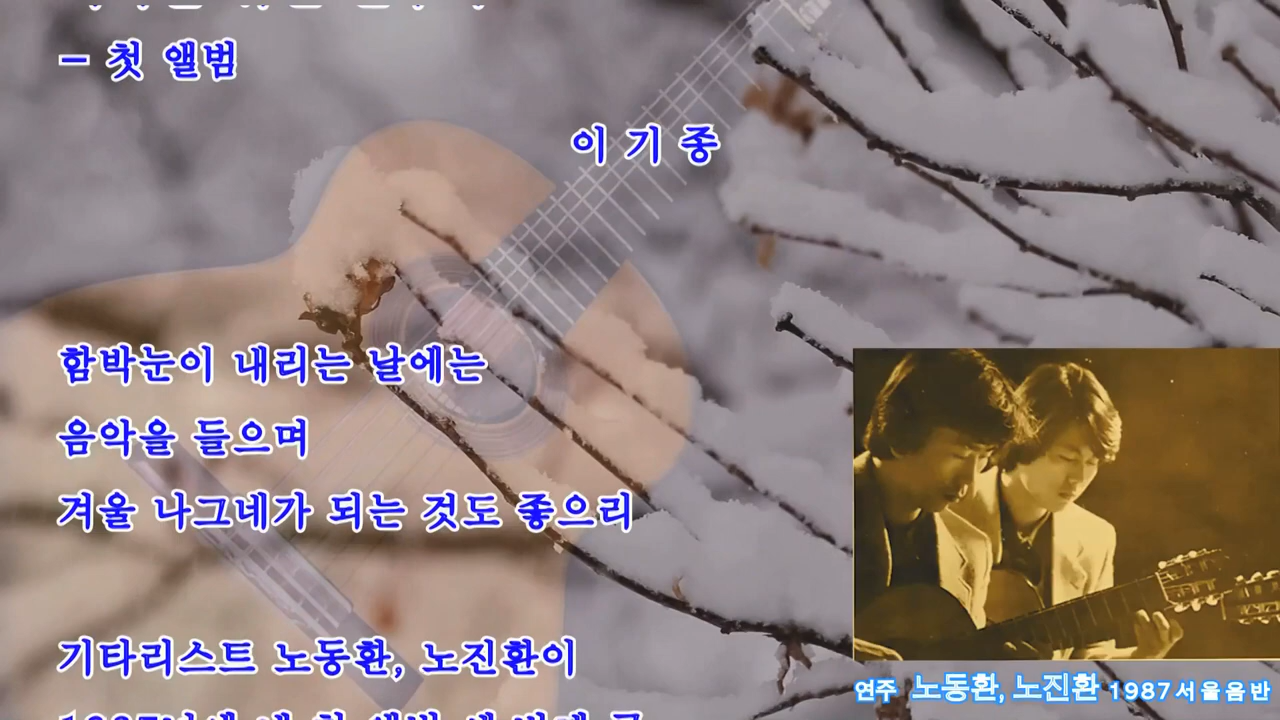 - 첫 앨범
이 기 종
함박눈이 내리는 날에는
음악을 들으며
겨울 나그네가 되는 것도 좋으리
기타리스트 노동환, 노진환이
연주 노동환, 노진환 1987서울음반